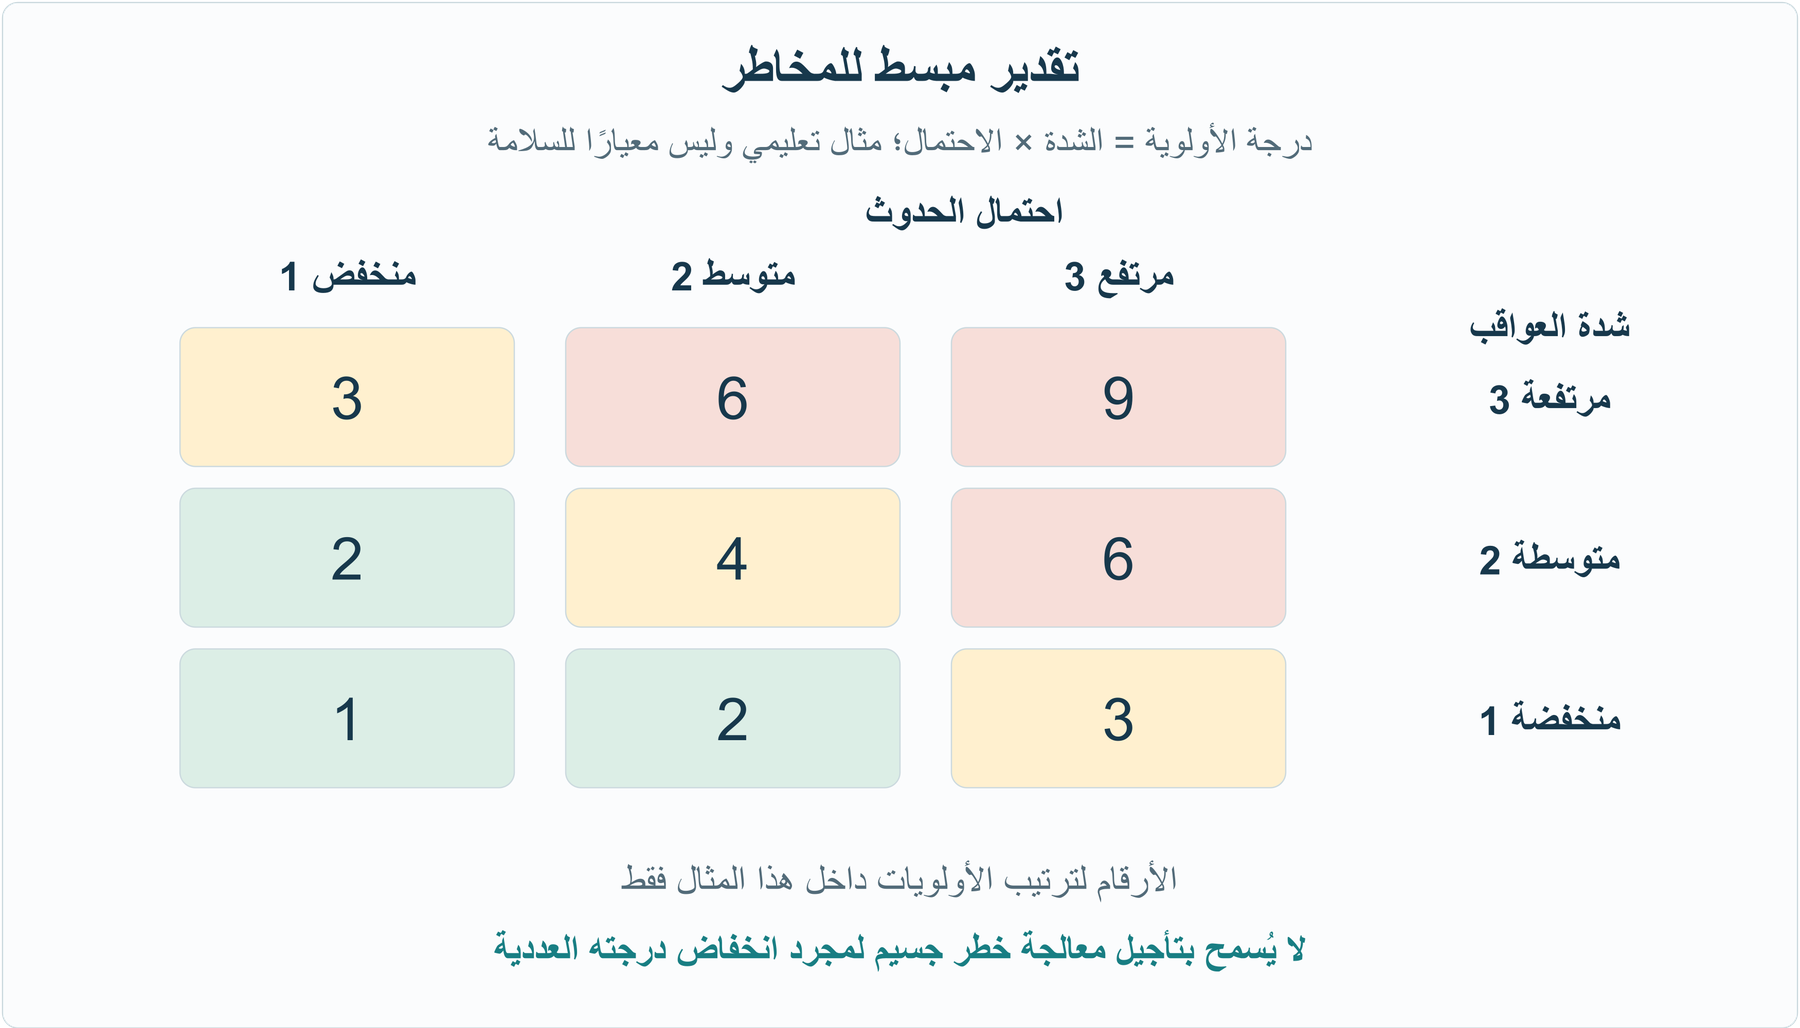 تقدير مبسط للمخاطر
درجة الأولوية = الشدة × الاحتمال؛ مثال تعليمي وليس معيارًا للسلامة
احتمال الحدوث
مرتفع 3 متوسط 2 منخفض 1
شدة العواقب
مرتفعة 3 9 6 3
متوسطة 2 6 4 2
منخفضة 1 3 2 1
الأرقام لترتيب الأولويات داخل هذا المثال فقط
لا يُسمح بتأجيل معالجة خطر جسيم لمجرد انخفاض درجته العددية